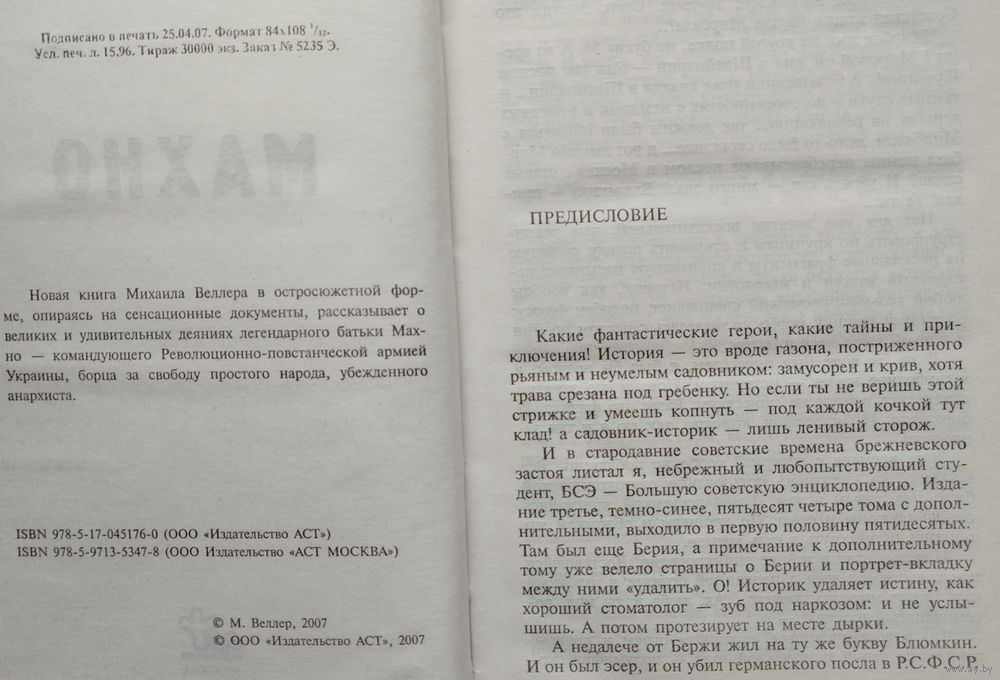 Подписано в печать 25.04.07. Формат 84x108 1/32.
Усл. печ. л. 15,96. Тираж 30000 экз. Заказ № 5235 Э.
МАХНО
Новая книга Михаила Веллера в остросюжетной фор-
ме, опираясь на сенсационные документы, рассказывает о
великих и удивительных деяниях легендарного батьки Мах-
но — командующего Революционно-повстанческой армией
Украины, борца за свободу простого народа, убежденного
анархиста.
ISBN 978-5-17-045176-0 (ООО «Издательство АСТ»)
ISBN 978-5-9713-5347-8 (ООО Издательство «АСТ МОСКВА»)
© М. Веллер, 2007
© ООО «Издательство АСТ», 2007
ПРЕДИСЛОВИЕ
Какие фантастические герои, какие тайны и при-
ключения! История — это вроде газона, постриженного
рьяным и неумелым садовником: замусорен и крив, хотя
трава срезана под гребенку. Но если ты не веришь этой
стрижке и умеешь копнуть — под каждой кочкой тут
клад! а садовник-историк — лишь ленивый сторож.
И в стародавние советские времена брежневского
застоя листал я, небрежный и любопытствующий сту-
дент, БСЭ — Большую советскую энциклопедию. Изда-
ние третье, темно-синее, пятьдесят четыре тома с допол-
нительными, выходило в первую половину пятидесятых.
Там был еще Берия, а примечание к дополнительному
тому уже велело страницы о Берии и портрет-вкладку
между ними «удалить». О! Историк удаляет истину, как
хороший стоматолог — зуб под наркозом: и не услы-
шишь. А потом протезирует на месте дырки.
А недалече от Бержи жил на ту же букву Блюмкин.
И он был эсер, и он убил германского посла в Р.С.Ф.С.Р.
www.ay.by